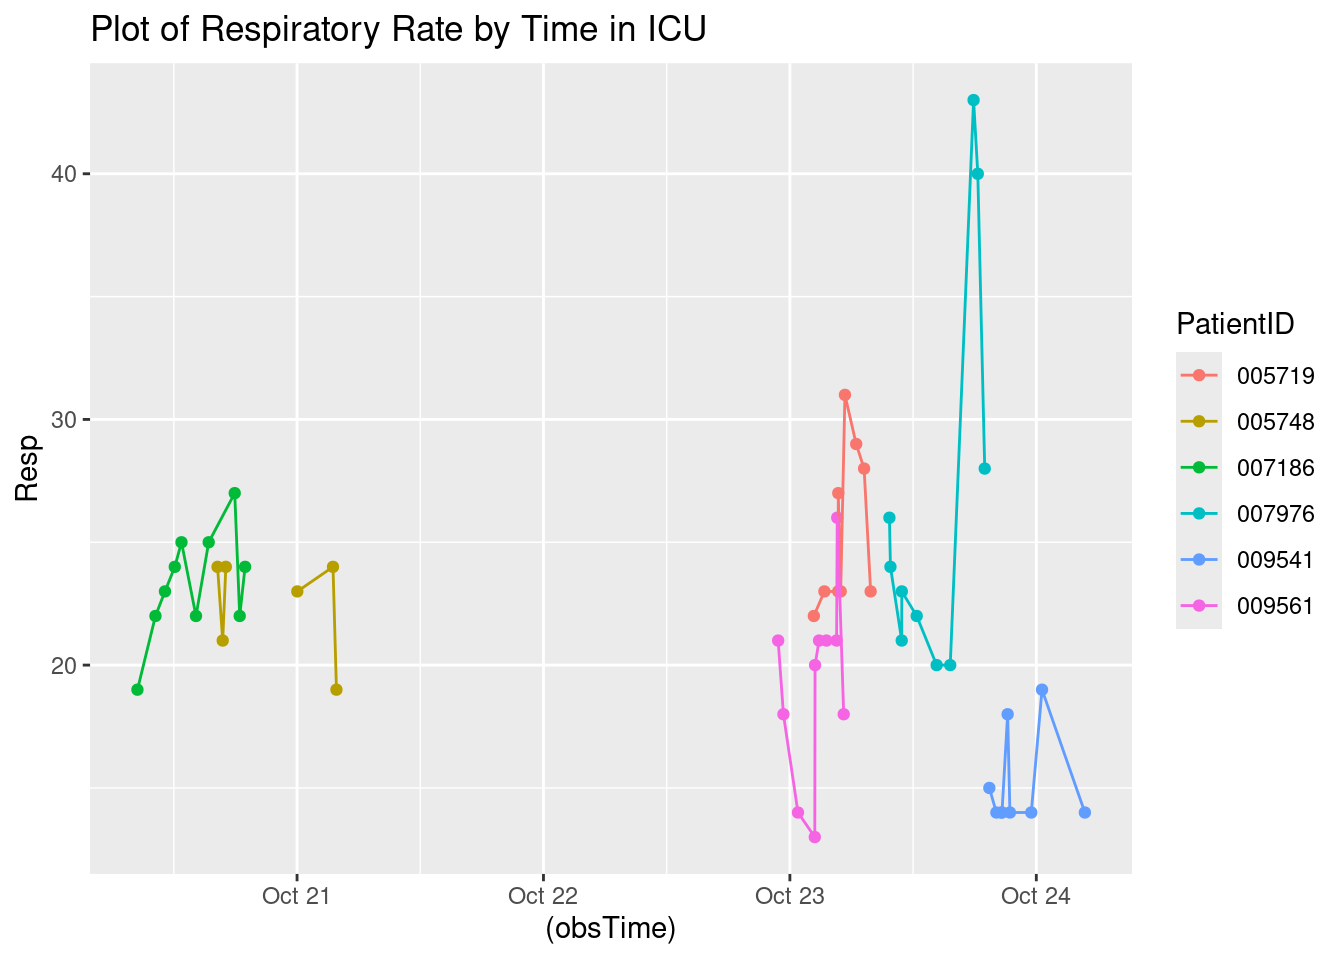 Plot of Respiratory Rate by Time in ICU
Resp
40
30
20
Oct 21
Oct 22
Oct 23
Oct 24
(obsTime)
PatientID
005719
005748
007186
007976
009541
009561